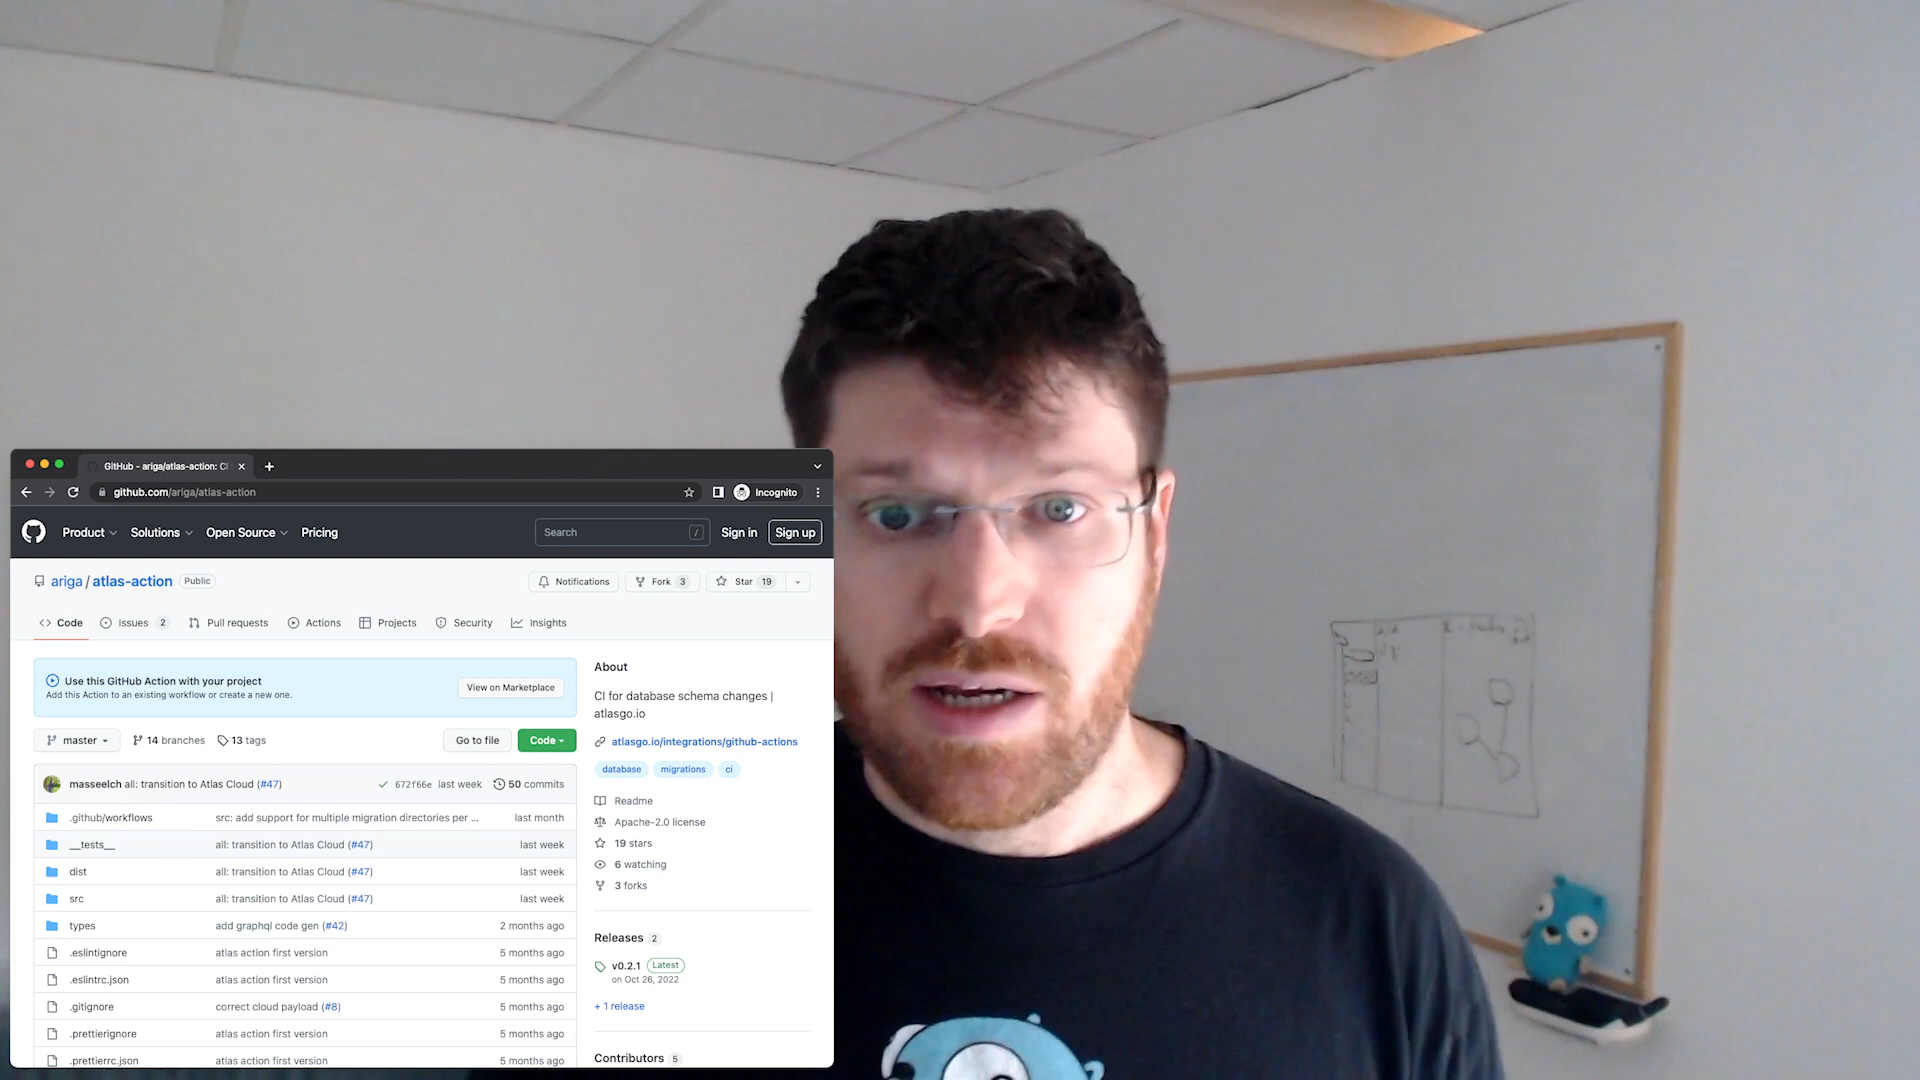 GitHub - ariga/atlas-action: CI
github.com/ariga/atlas-action
Incognito
Product
Solutions
Open Source
Pricing
Search
/
Sign in
Sign up
ariga / atlas-action
Public
Notifications
Fork 3
Star 19
Code
Issues 2
Pull requests
Actions
Projects
Security
Insights
Use this GitHub Action with your project
Add this Action to an existing workflow or create a new one.
View on Marketplace
master
14 branches
13 tags
Go to file
Code
masseelch all: transition to Atlas Cloud (#47)
672f66e last week
50 commits
.github/workflows src: add support for multiple migration directories per ... last month
__tests__ all: transition to Atlas Cloud (#47) last week
dist all: transition to Atlas Cloud (#47) last week
src all: transition to Atlas Cloud (#47) last week
types add graphql code gen (#42) 2 months ago
.eslintignore atlas action first version 5 months ago
.eslintrc.json atlas action first version 5 months ago
.gitignore correct cloud payload (#8) 5 months ago
.prettierignore atlas action first version 5 months ago
.prettierrc.json atlas action first version 5 months ago
About
CI for database schema changes |
atlasgo.io
atlasgo.io/integrations/github-actions
database
migrations
ci
Readme
Apache-2.0 license
19 stars
6 watching
3 forks
Releases 2
v0.2.1 Latest
on Oct 26, 2022
+ 1 release
Contributors 5